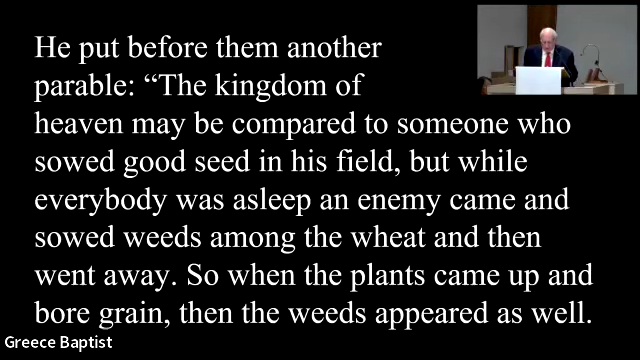 He put before them another
parable: “The kingdom of
heaven may be compared to someone who
sowed good seed in his field, but while
everybody was asleep an enemy came and
sowed weeds among the wheat and then
went away. So when the plants came up and
bore grain, then the weeds appeared as well.
Greece Baptist